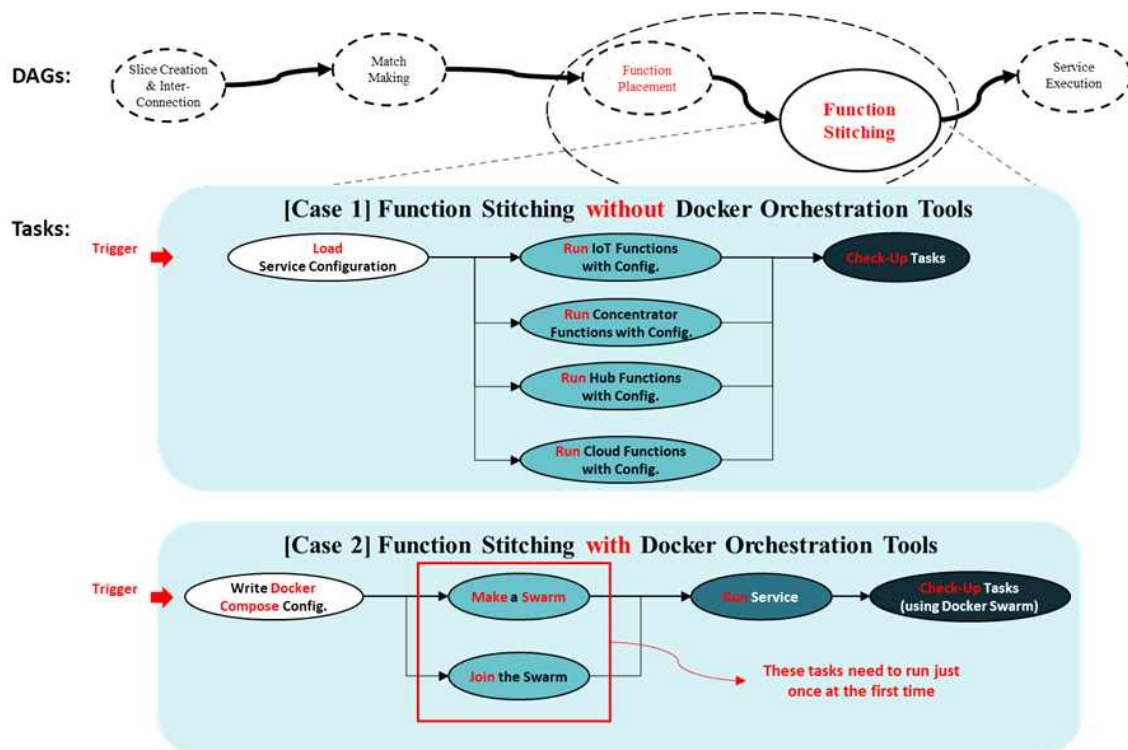 DAGs:
Slice Creation
& Inter-
Connection
Match
Making
Function
Placement
Function
Stitching
Service
Execution
Tasks:
[Case 1] Function Stitching without Docker Orchestration Tools
Trigger
Load
Service Configuration
Run IoT Functions
with Config.
Check-Up Tasks
Run Concentrator
Functions with Config.
Run Hub Functions
with Config.
Run Cloud Functions
with Config.
[Case 2] Function Stitching with Docker Orchestration Tools
Trigger
Write Docker
Compose Config.
Make a Swarm
Run Service
Check-Up Tasks
(using Docker Swarm)
Join the Swarm
These tasks need to run just
once at the first time